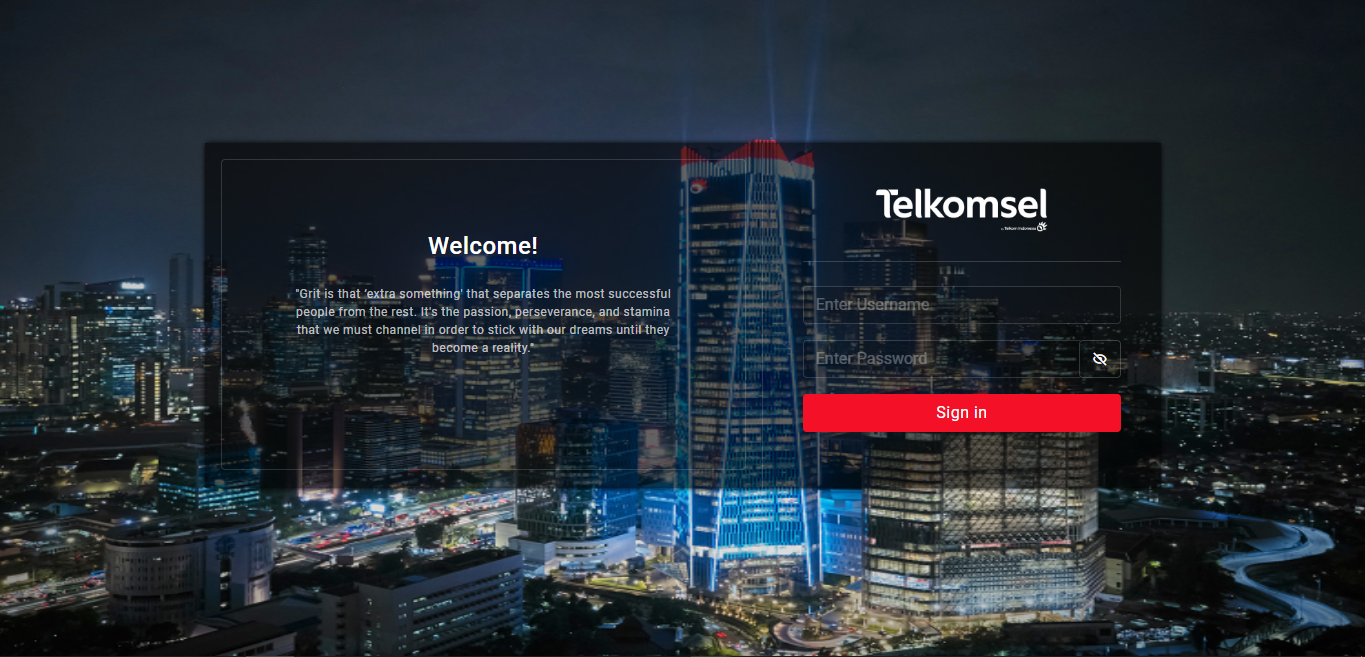 Welcome!
"Grit is that 'extra something' that separates the most successful
people from the rest. It's the passion, perseverance, and stamina
that we must channel in order to stick with our dreams until they
become a reality."
Telkomsel
by Telkom Indonesia
Enter Username
Enter Password
Sign in